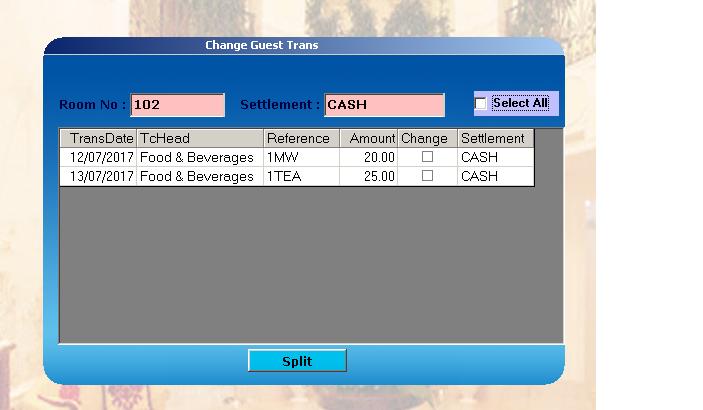 Change Guest Trans
Room No : 102 Settlement : CASH Select All
TransDate TcHead Reference Amount Change Settlement
12/07/2017 Food & Beverages 1MW 20.00 CASH
13/07/2017 Food & Beverages 1TEA 25.00 CASH
Split